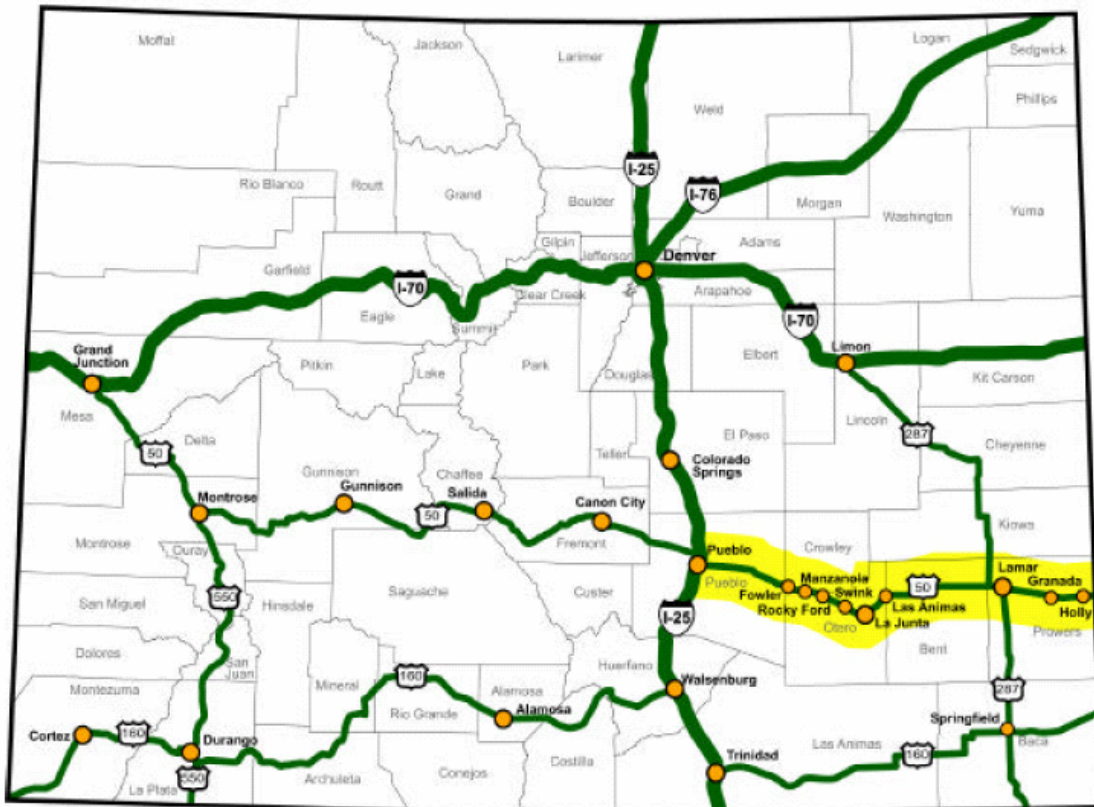 Moffat
Jackson
Larimer
Logan
Sedgwick
Phillips
Weld
I-25
I-76
Rio Blanco
Routt
Grand
Boulder
Morgan
Washington
Yuma
Gilpin
Jefferson
Denver
Adams
Garfield
I-70
Clear Creek
Arapahoe
Eagle
Summit
I-70
Grand
Junction
Limon
Pitkin
Lake
Park
Douglas
Elbert
Kit Carson
Mesa
Lincoln
50
Delta
El Paso
287
Cheyenne
Teller
Colorado
Springs
Gunnison
Chaffee
Montrose
Gunnison
Salida
Canon City
50
Kiowa
Montrose
Ouray
Fremont
Pueblo
Crowley
Pueblo
Manzanola
Lamar
Granada
Fowler
Swink
50
Rocky Ford
Las Animas
Holly
La Junta
Otero
Prowers
Bent
550
San Miguel
Hinsdale
Saguache
Custer
I-25
Dolores
San
Juan
Huerfano
Montezuma
Mineral
160
Alamosa
Walsenburg
287
Rio Grande
Alamosa
Springfield
Cortez
160
Durango
Las Animas
160
Baca
Trinidad
Costilla
550
Archuleta
Conejos
La Plata